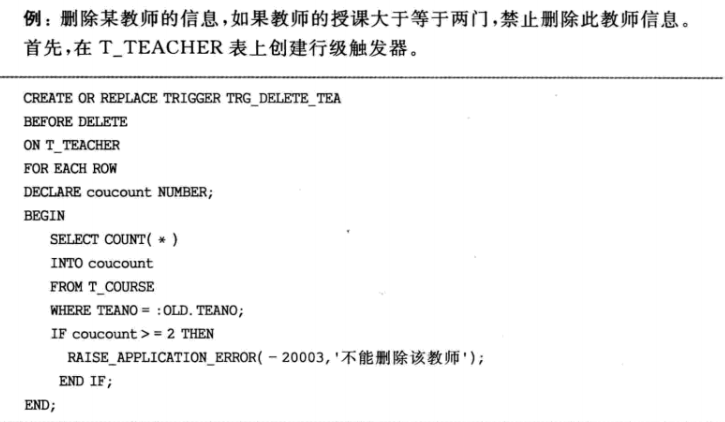 例：删除某教师的信息,如果教师的授课大于等于两门,禁止删除此教师信息。
首先,在 T_TEACHER 表上创建行级触发器。
CREATE OR REPLACE TRIGGER TRG_DELETE_TEA
BEFORE DELETE
ON T_TEACHER
FOR EACH ROW
DECLARE coucount NUMBER;
BEGIN
SELECT COUNT( * )
INTO coucount
FROM T_COURSE
WHERE TEANO = :OLD.TEANO;
IF coucount > = 2 THEN
RAISE_APPLICATION_ERROR( - 20003,'不能删除该教师');
END IF;
END;